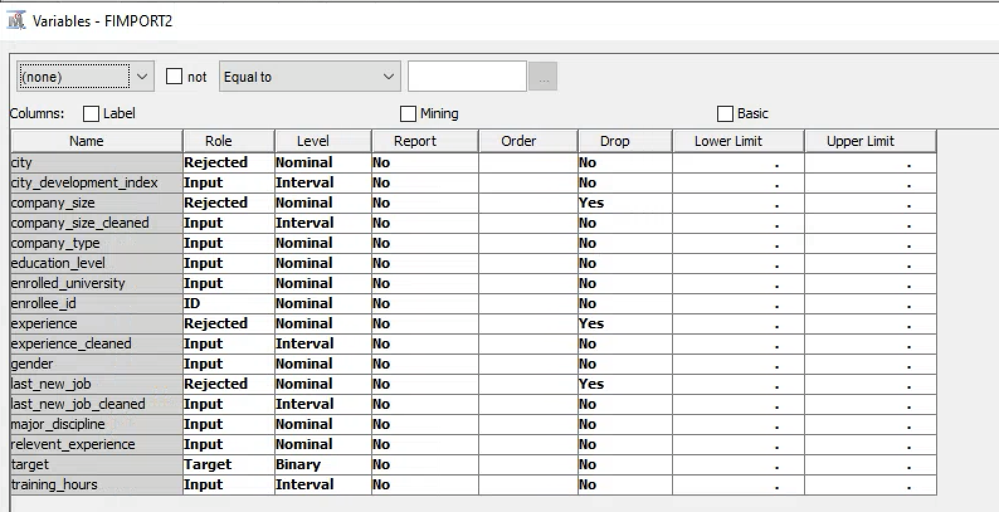 Variables - FIMPORT2
(none) not Equal to ...
Columns: Label Mining Basic
Name Role Level Report Order Drop Lower Limit Upper Limit
city Rejected Nominal No No . .
city_development_index Input Interval No No . .
company_size Rejected Nominal No Yes . .
company_size_cleaned Input Interval No No . .
company_type Input Nominal No No . .
education_level Input Nominal No No . .
enrolled_university Input Nominal No No . .
enrollee_id ID Nominal No No . .
experience Rejected Nominal No Yes . .
experience_cleaned Input Interval No No . .
gender Input Nominal No No . .
last_new_job Rejected Nominal No Yes . .
last_new_job_cleaned Input Interval No No . .
major_discipline Input Nominal No No . .
relevent_experience Input Nominal No No . .
target Target Binary No No . .
training_hours Input Interval No No . .